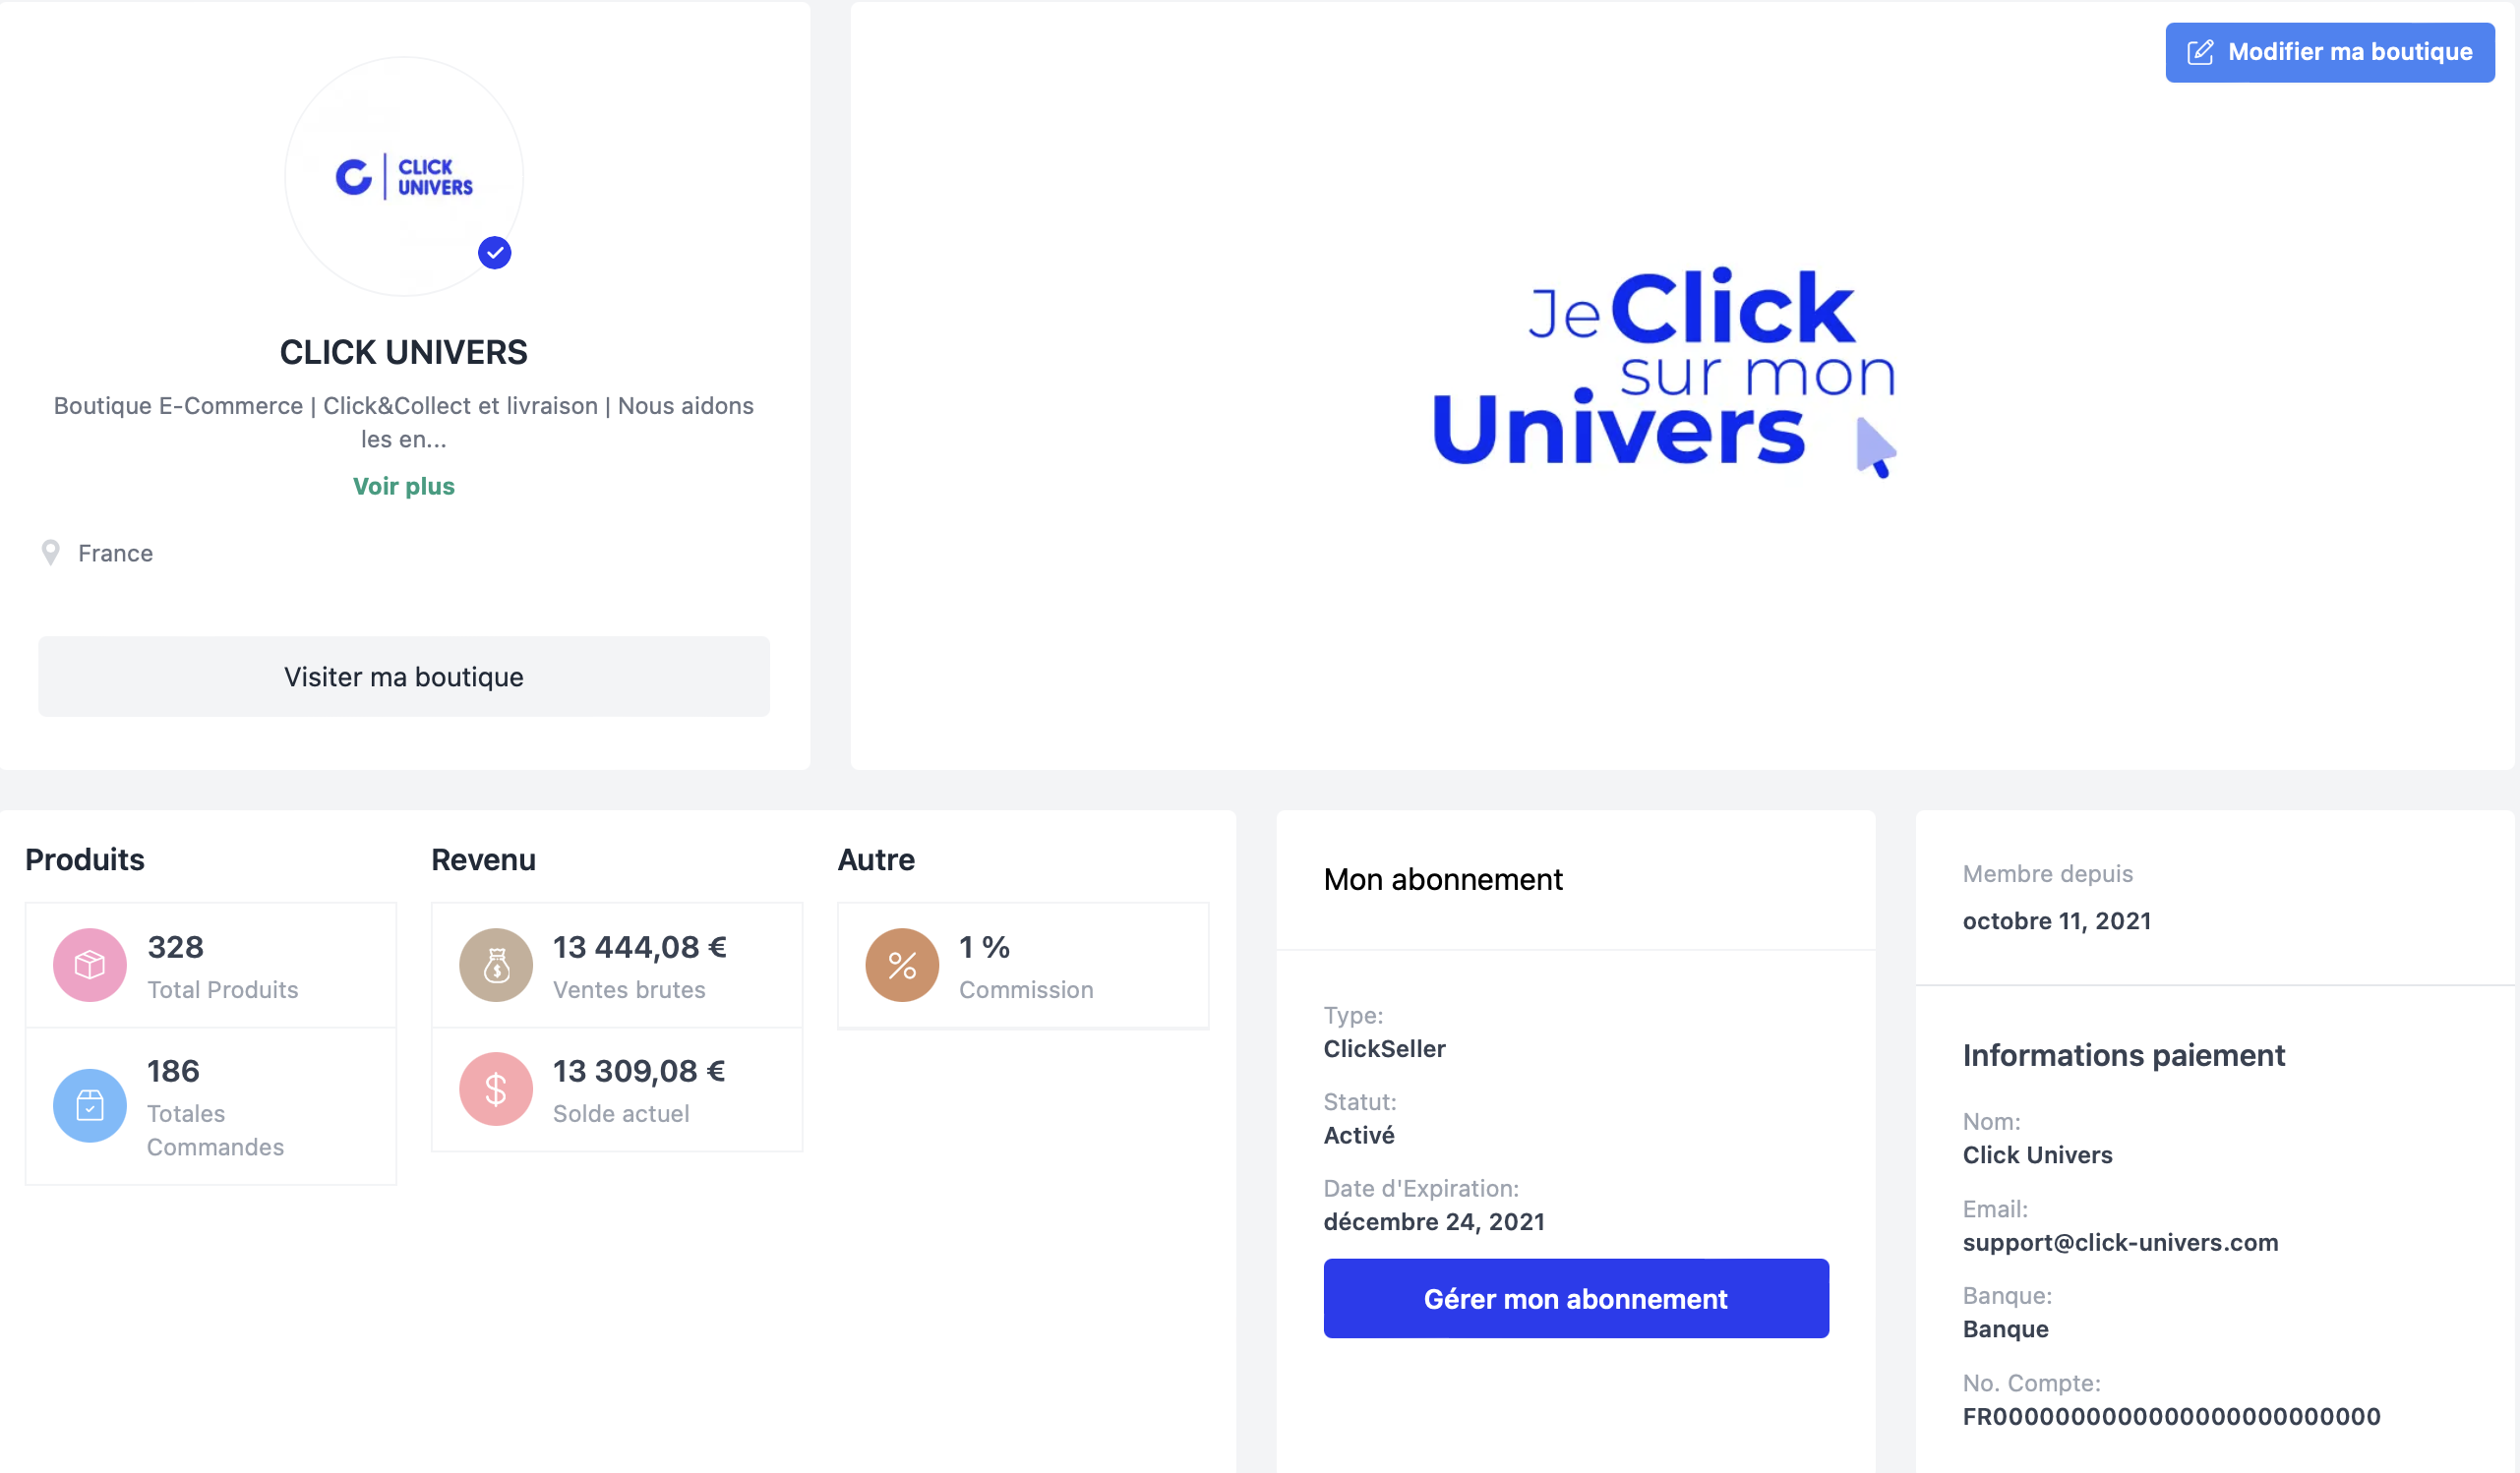 CLICK
UNIVERS
CLICK UNIVERS
Boutique E-Commerce | Click&Collect et livraison | Nous aidons
les en...
Voir plus
France
Visiter ma boutique
Modifier ma boutique
Je Click
sur mon
Univers
Produits
328
Total Produits
186
Totales
Commandes
Revenu
13 444,08 €
Ventes brutes
13 309,08 €
Solde actuel
Autre
1 %
Commission
Mon abonnement
Type:
ClickSeller
Statut:
Activé
Date d'Expiration:
décembre 24, 2021
Gérer mon abonnement
Membre depuis
octobre 11, 2021
Informations paiement
Nom:
Click Univers
Email:
support@click-univers.com
Banque:
Banque
No. Compte:
FR0000000000000000000000000